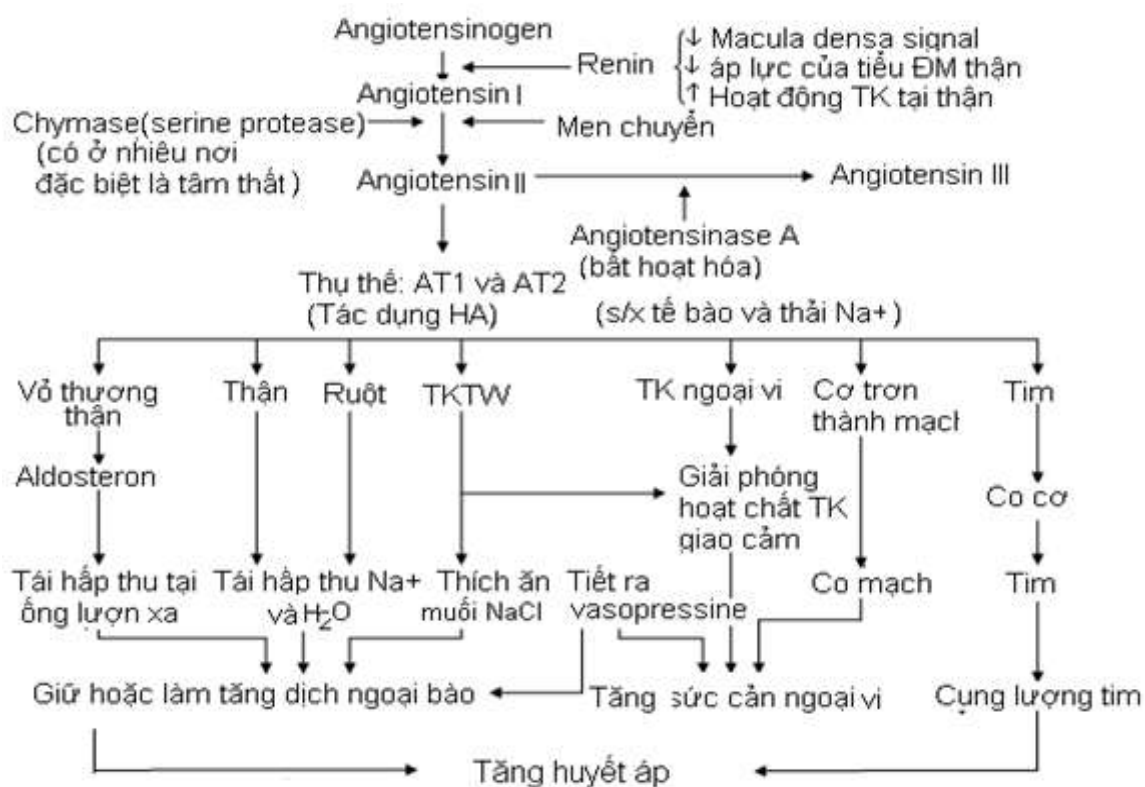 Angiotensinogen
Renin
↓ Macula densa signal
↓ áp lực của tiểu ĐM thận
↑ Hoạt động TK tại thận
Angiotensin I
Chymase(serine protease)
(có ở nhiêu nơi
đặc biệt là tâm thất)
Men chuyển
Angiotensin II
Angiotensin III
Angiotensinase A
(bất hoạt hóa)
Thụ thể: AT1 và AT2
(Tác dụng HA)
(s/x tế bào và thải Na+)
Vỏ thượng
thận
Thận
Ruột
TKTW
TK ngoại vi
Cơ trơn
thành mạch
Tim
Aldosteron
Giải phóng
hoạt chất TK
giao cảm
Co cơ
Tái hấp thu tại
ống lượn xa
Tái hấp thu Na+
và H₂O
Thích ăn
muối NaCl
Tiết ra
vasopressine
Co mạch
Tim
Giữ hoặc làm tăng dịch ngoại bào
Tăng sức cản ngoại vi
Cung lượng tim
Tăng huyết áp